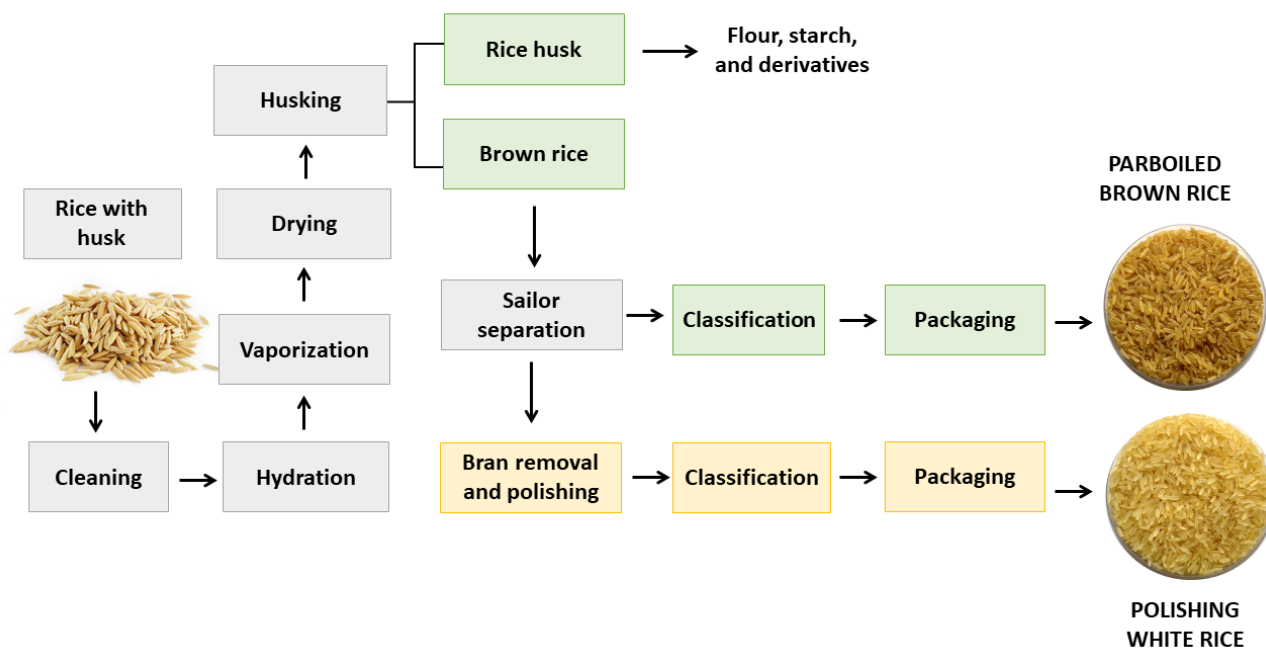 Rice with
husk
Cleaning
Hydration
Vaporization
Drying
Husking
Rice husk
Flour, starch,
and derivatives
Brown rice
Sailor
separation
Classification
Packaging
PARBOILED
BROWN RICE
Bran removal
and polishing
Classification
Packaging
POLISHING
WHITE RICE